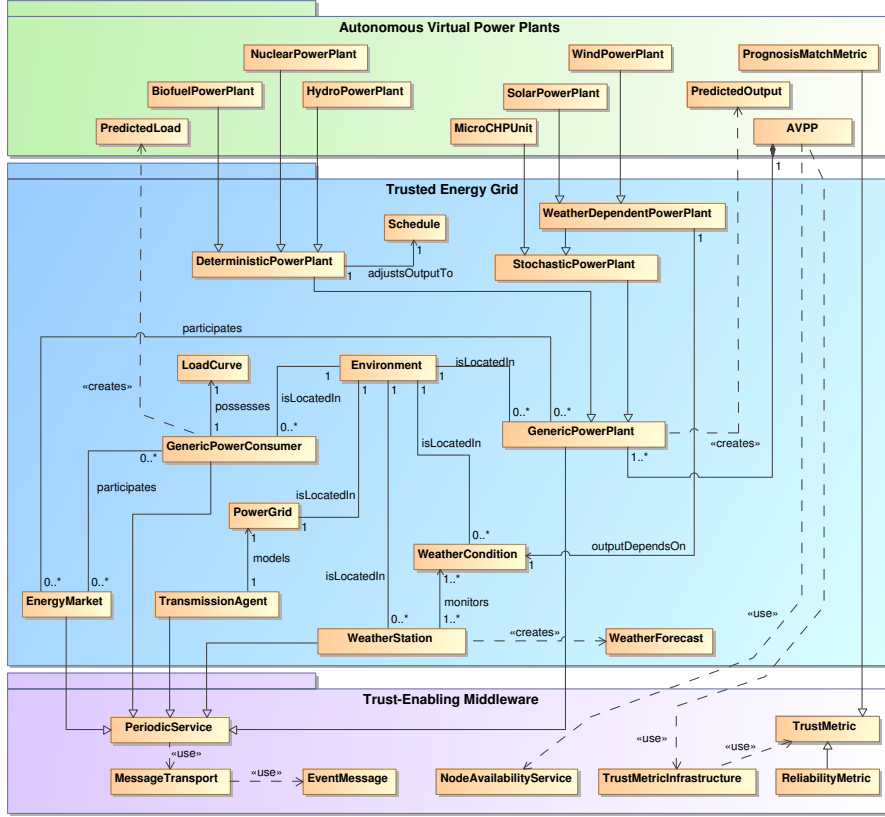 Autonomous Virtual Power Plants
NuclearPowerPlant
WindPowerPlant
PrognosisMatchMetric
BiofuelPowerPlant
HydroPowerPlant
SolarPowerPlant
PredictedOutput
PredictedLoad
MicroCHPUnit
AVPP
1
Trusted Energy Grid
WeatherDependentPowerPlant
1
Schedule
1
DeterministicPowerPlant
1
adjustsOutputTo
StochasticPowerPlant
participates
LoadCurve
1
Environment
1
1
1
1
1
isLocatedIn
«creates»
possesses
isLocatedIn
1
0..*
0..*
0..*
GenericPowerConsumer
0..*
GenericPowerPlant
1..*
«creates»
isLocatedIn
participates
isLocatedIn
PowerGrid
1
1
0..*
WeatherCondition
1
outputDependsOn
models
isLocatedIn
1..*
0..*
0..*
1
monitors
EnergyMarket
TransmissionAgent
0..*
1..*
«use»
WeatherStation
«creates»
WeatherForecast
Trust-Enabling Middleware
PeriodicService
TrustMetric
«use»
«use»
«use»
MessageTransport
«use»
EventMessage
NodeAvailabilityService
TrustMetricInfrastructure
ReliabilityMetric